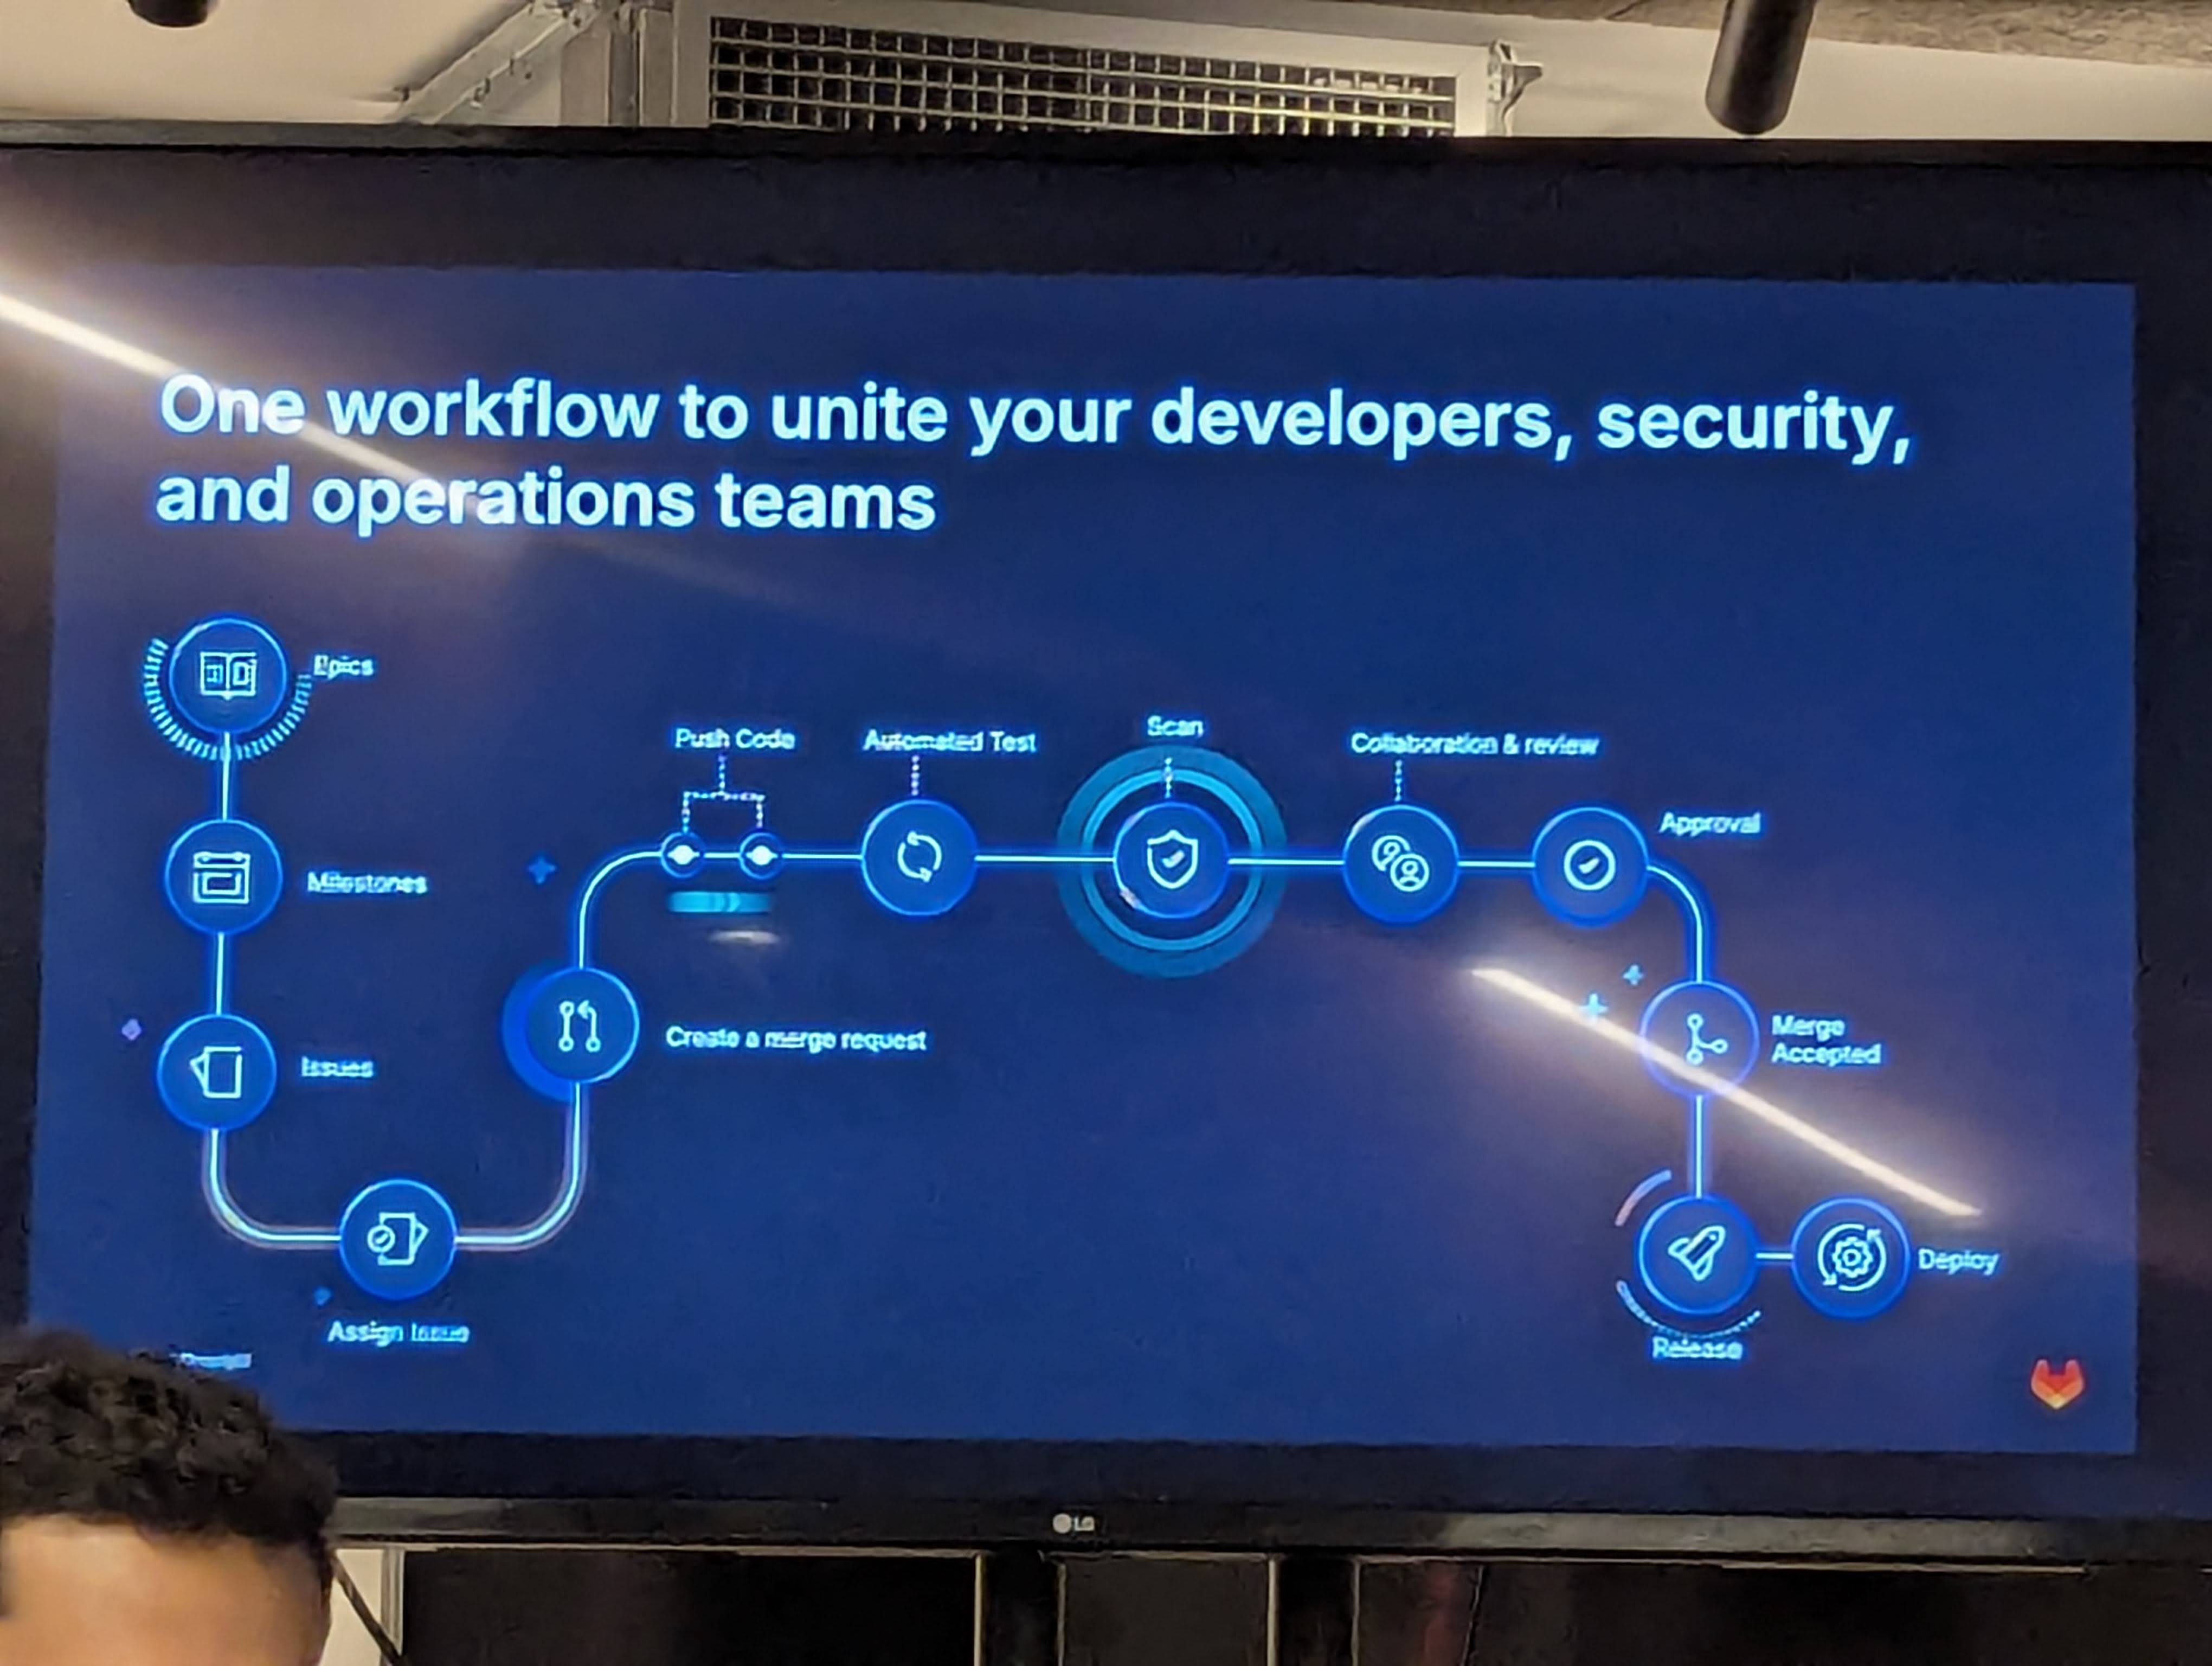 One workflow to unite your developers, security,
and operations teams
Epics
Push Code
Automated Test
Scan
Collaboration & review
Approval
Milestones
Create a merge request
Merge
Accepted
Issues
Assign Issue
Release
Deploy
LG